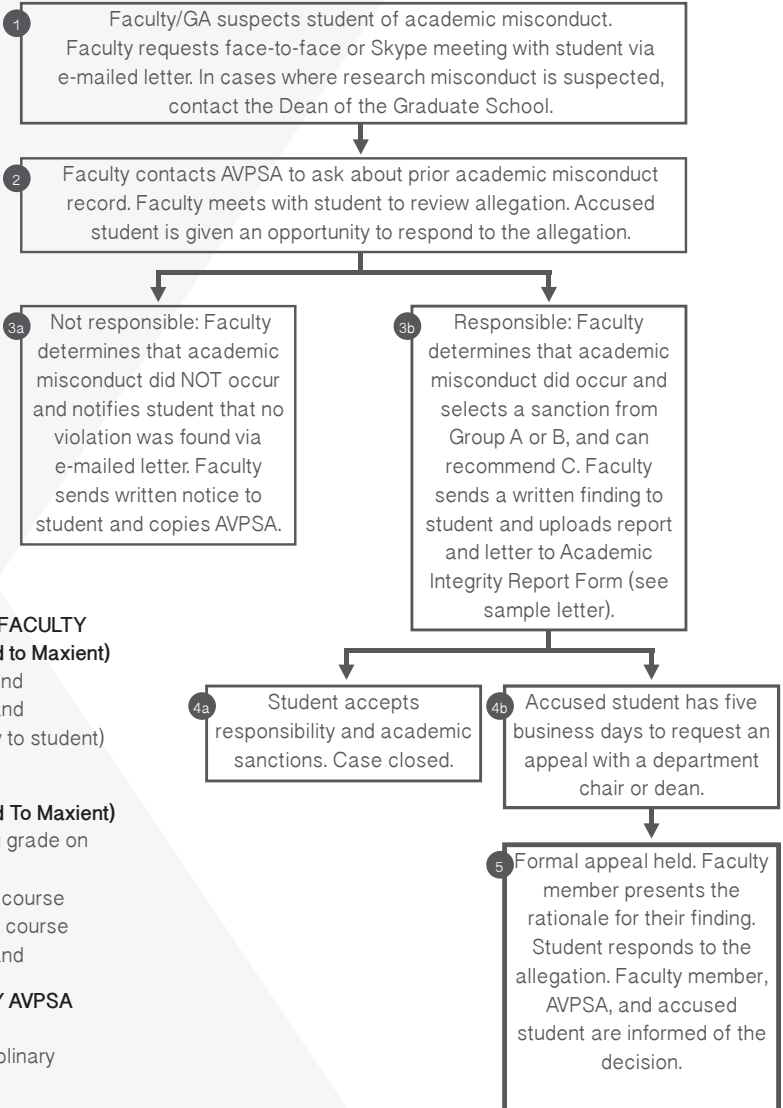 1
Faculty/GA suspects student of academic misconduct.
Faculty requests face-to-face or Skype meeting with student via
e-mailed letter. In cases where research misconduct is suspected,
contact the Dean of the Graduate School.
2
Faculty contacts AVPSA to ask about prior academic misconduct
record. Faculty meets with student to review allegation. Accused
student is given an opportunity to respond to the allegation.
3a
Not responsible: Faculty
determines that academic
misconduct did NOT occur
and notifies student that no
violation was found via
e-mailed letter. Faculty
sends written notice to
student and copies AVPSA.
3b
Responsible: Faculty
determines that academic
misconduct did occur and
selects a sanction from
Group A or B, and can
recommend C. Faculty
sends a written finding to
student and uploads report
and letter to Academic
Integrity Report Form (see
sample letter).
4a
Student accepts
responsibility and academic
sanctions. Case closed.
4b
Accused student has five
business days to request an
appeal with a department
chair or dean.
5
Formal appeal held. Faculty
member presents the
rationale for their finding.
Student responds to the
allegation. Faculty member,
AVPSA, and accused
student are informed of the
decision.
FACULTY
to Maxient)
to student)
To Maxient)
grade on
course
course
AVPSA